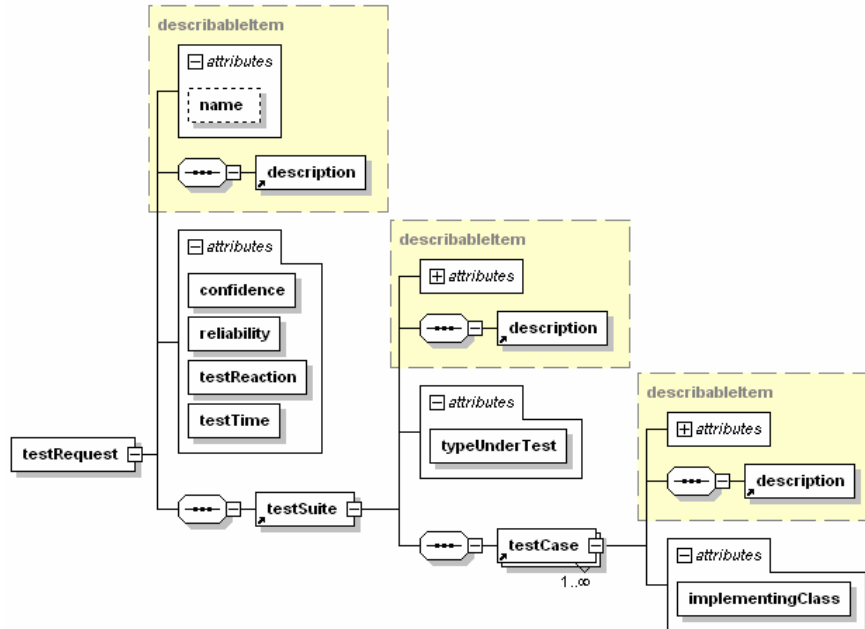 describableItem
attributes
name
description
attributes
confidence
reliability
testReaction
testTime
testRequest
testSuite
describableItem
attributes
description
attributes
typeUnderTest
testCase
1..∞
describableItem
attributes
description
attributes
implementingClass